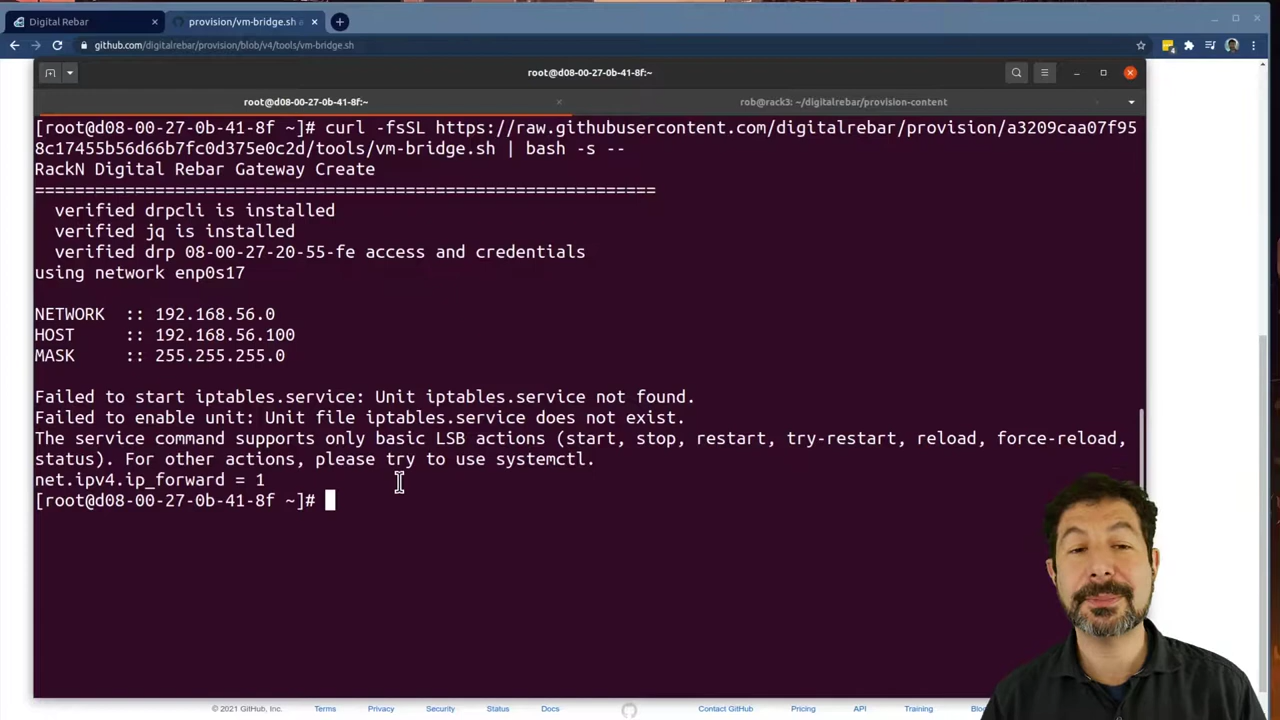 Digital Rebar
provision/vm-bridge.sh
github.com/digitalrebar/provision/blob/v4/tools/vm-bridge.sh
root@d08-00-27-0b-41-8f:~
root@d08-00-27-0b-41-8f:~
rob@rack3: ~/digitalrebar/provision-content
[root@d08-00-27-0b-41-8f ~]# curl -fsSL https://raw.githubusercontent.com/digitalrebar/provision/a3209caa07f95
8c17455b56d66b7fc0d375e0c2d/tools/vm-bridge.sh | bash -s --
RackN Digital Rebar Gateway Create
==============================================================
verified drpcli is installed
verified jq is installed
verified drp 08-00-27-20-55-fe access and credentials
using network enp0s17
NETWORK :: 192.168.56.0
HOST :: 192.168.56.100
MASK :: 255.255.255.0
Failed to start iptables.service: Unit iptables.service not found.
Failed to enable unit: Unit file iptables.service does not exist.
The service command supports only basic LSB actions (start, stop, restart, try-restart, reload, force-reload,
status). For other actions, please try to use systemctl.
net.ipv4.ip_forward = 1
[root@d08-00-27-0b-41-8f ~]#
© 2021 GitHub, Inc. Terms Privacy Security Status Docs Contact GitHub Pricing API Training